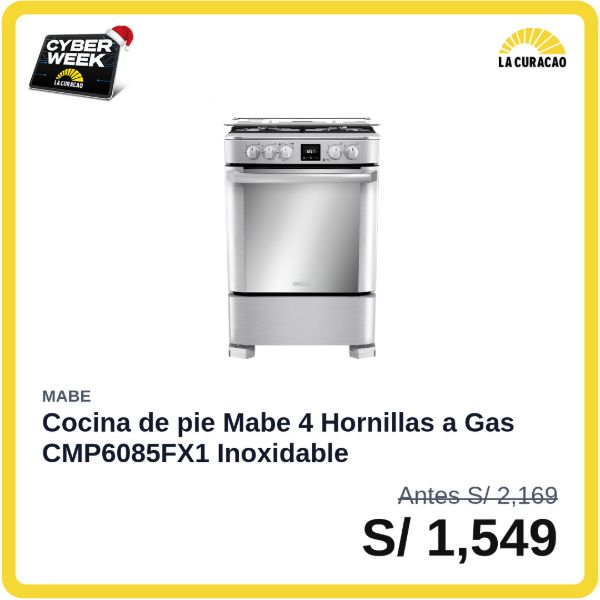 CYBER
WEEK
LA CURACAO
LA CURACAO
MABE
Cocina de pie Mabe 4 Hornillas a Gas
CMP6085FX1 Inoxidable
Antes S/ 2,169
S/ 1,549